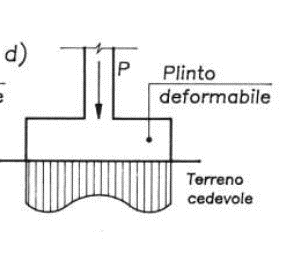 d)
P
Plinto
deformabile
e
Terreno
cedevole